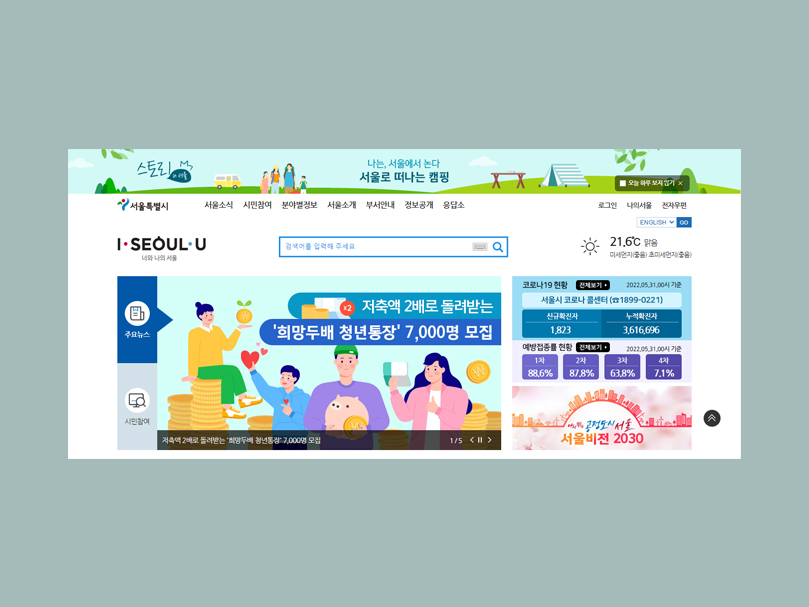 스토리 in 서울
나는, 서울에서 논다
서울로 떠나는 캠핑
오늘 하루 보지 않기 ×
서울특별시
서울소식 시민참여 분야별정보 서울소개 부서안내 정보공개 응답소
로그인 나의서울 전자우편
ENGLISH GO
I·SEOUL·U
너와 나의 서울
검색어를 입력해 주세요
21.6℃ 맑음
미세먼지(좋음) 초미세먼지(좋음)
주요뉴스
시민참여
×2 저축액 2배로 돌려받는
'희망두배 청년통장' 7,000명 모집
저축액 2배로 돌려받는 '희망두배 청년통장' 7,000명 모집
1 / 5
코로나19 현황 전체보기 + 2022.05.31.00시 기준
서울시 코로나 콜센터(☎1899-0221)
신규확진자 누적확진자
1,823 3,616,696
예방접종률 현황 전체보기 + 2022.05.31.00시 기준
1차 2차 3차 4차
88.6% 87.8% 63.8% 7.1%
공정도시 서울
서울비전 2030